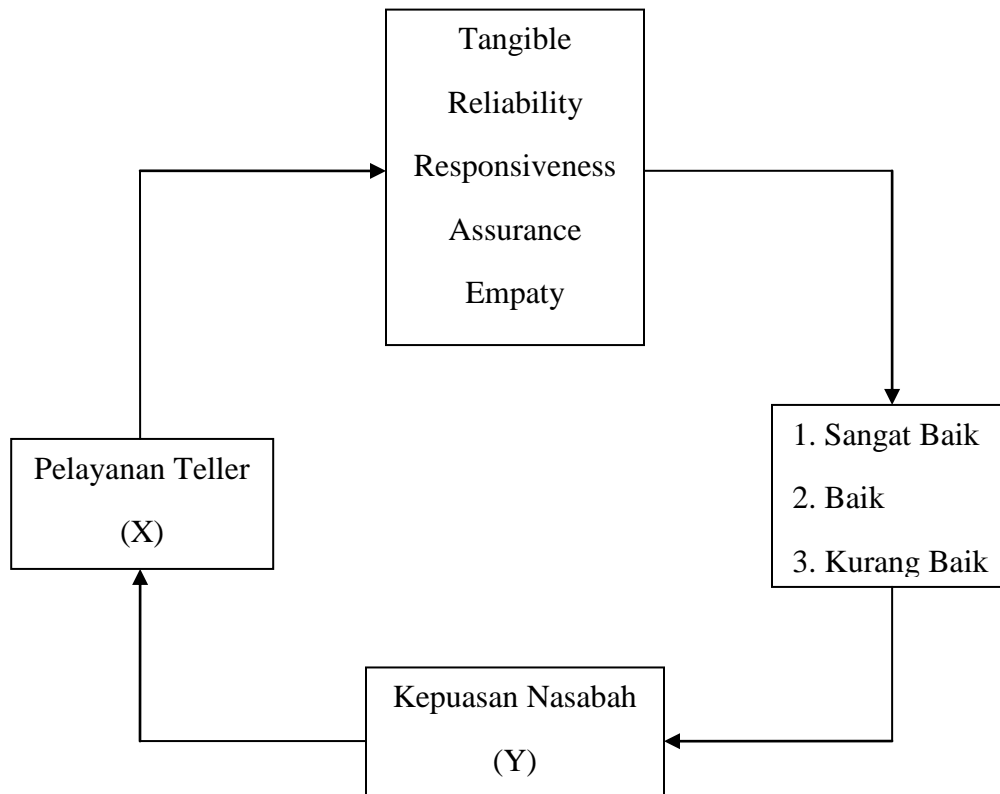 Tangible
Reliability
Responsiveness
Assurance
Empaty
Pelayanan Teller
(X)
1. Sangat Baik
2. Baik
3. Kurang Baik
Kepuasan Nasabah
(Y)